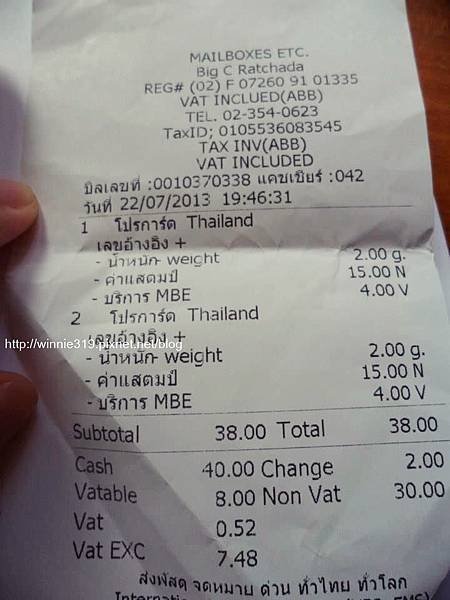 MAILBOXES ETC.
Big C Ratchada
REG# (02) F 07260 91 01335
VAT INCLUED(ABB)
TEL. 02-354-0623
TaxID; 0105536083545
TAX INV(ABB)
VAT INCLUDED
บิลเลขที่ :0010370338 แคชเชียร์ :042
วันที่ 22/07/2013 19:46:31
1 โปรการ์ด Thailand
เลขอ้างอิง +
- น้ำหนัก- weight 2.00 g.
- ค่าแสตมป์ 15.00 N
- บริการ MBE 4.00 V
2 โปรการ์ด Thailand
เลขอ้างอิง +
http://winnie319.pixnet.net/blog
- น้ำหนัก- weight 2.00 g.
- ค่าแสตมป์ 15.00 N
- บริการ MBE 4.00 V
Subtotal 38.00 Total 38.00
Cash 40.00 Change 2.00
Vatable 8.00 Non Vat 30.00
Vat 0.52
Vat EXC 7.48
ส่งพัสดุ จดหมาย ด่วน ทั่วไทย ทั่วโลก